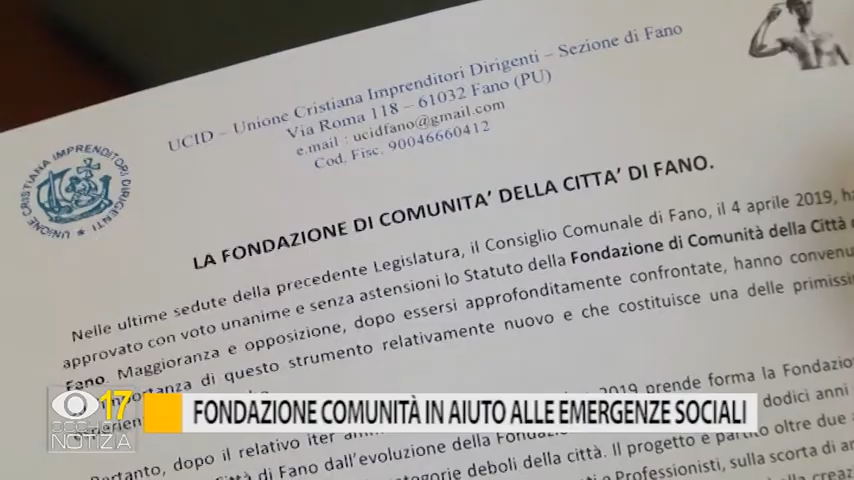 UCID – Unione Cristiana Imprenditori Dirigenti – Sezione di Fano
Via Roma 118 – 61032 Fano (PU)
e.mail : ucidfano@gmail.com
Cod. Fisc. 90046660412
UNIONE CRISTIANA IMPRENDITORI DIRIGENTI
LA FONDAZIONE DI COMUNITA' DELLA CITTA' DI FANO.
Nelle ultime sedute della precedente Legislatura, il Consiglio Comunale di Fano, il 4 aprile 2019, ha
approvato con voto unanime e senza astensioni lo Statuto della Fondazione di Comunità della Città
Fano. Maggioranza e opposizione, dopo essersi approfonditamente confrontate, hanno convenu
di questo strumento relativamente nuovo e che costituisce una delle primissi
2019 prende forma la Fondazio
dopo il relativo iter
dodici anni
di Fano dall'evoluzione della
deboli della città. Il progetto è partito oltre due
Professionisti, sulla scorta di
17
OCCHIO
NOTIZIA
FONDAZIONE COMUNITÀ IN AIUTO ALLE EMERGENZE SOCIALI